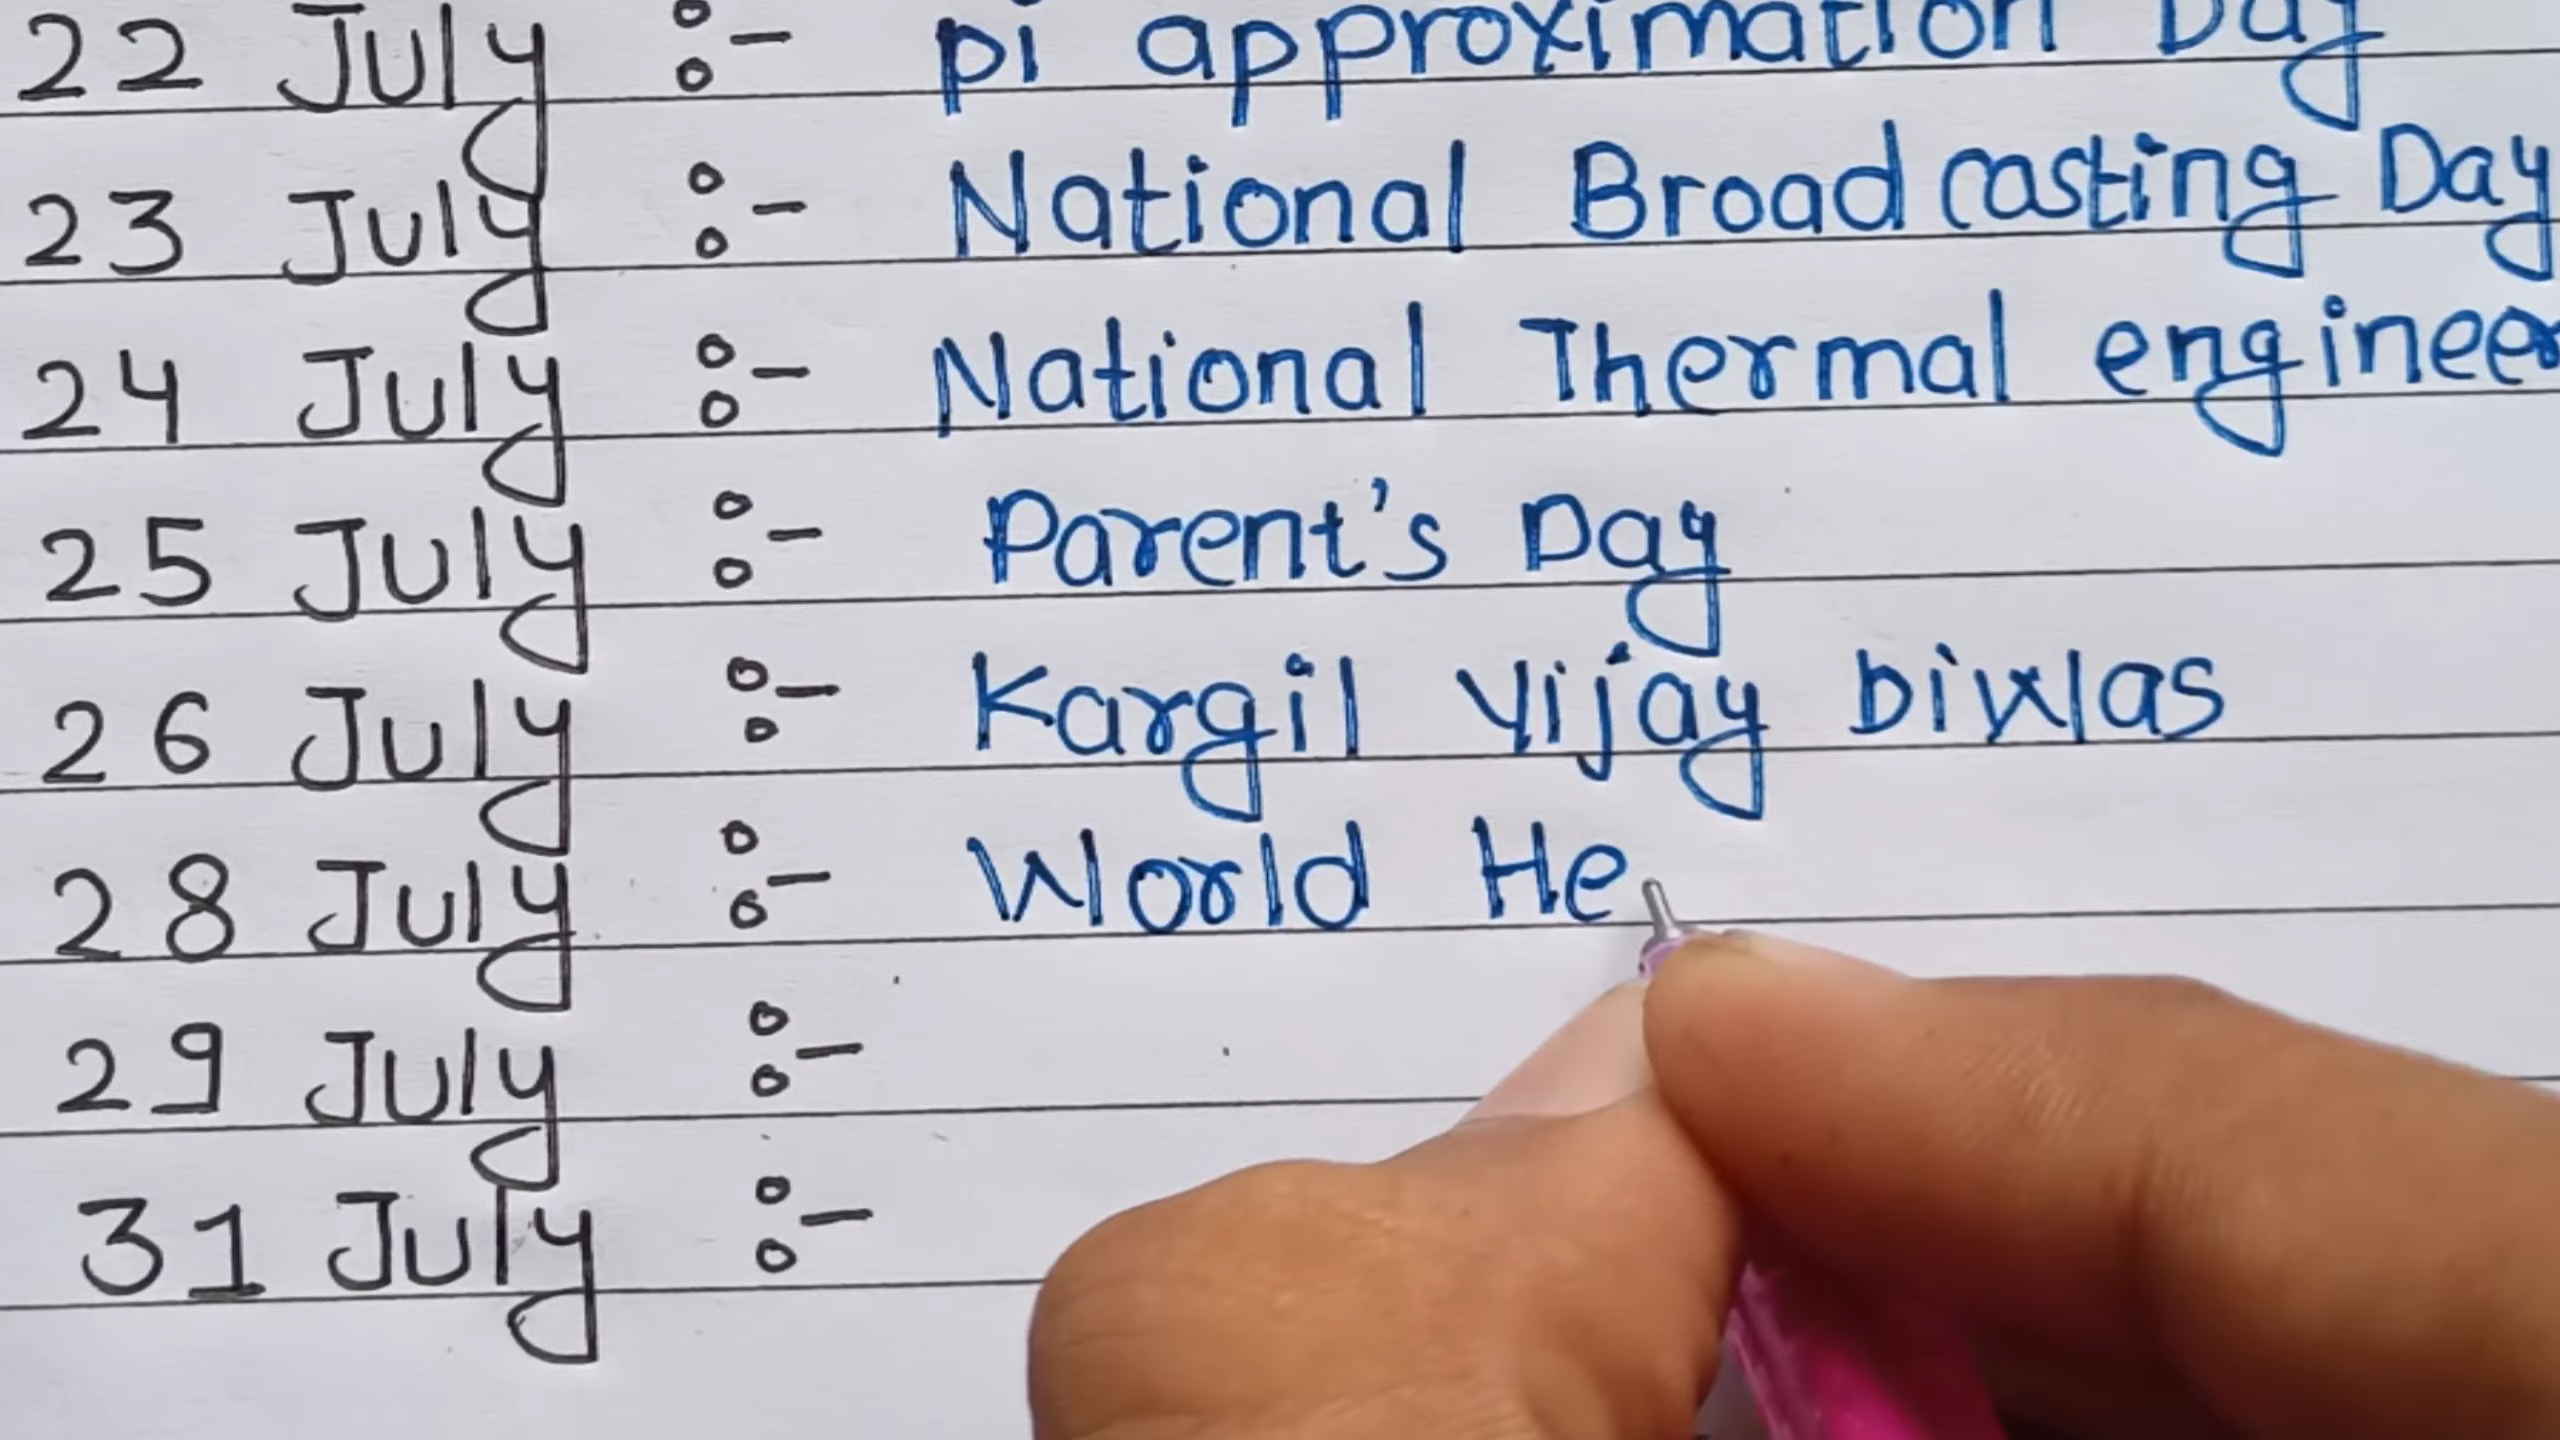 22 July :- pi approximation Day
23 July :- National Broadcasting Day
24 July :- National Thermal engineer
25 July :- Parent's Day
26 July :- Kargil Vijay Diwas
28 July :- World He
29 July :-
31 July :-